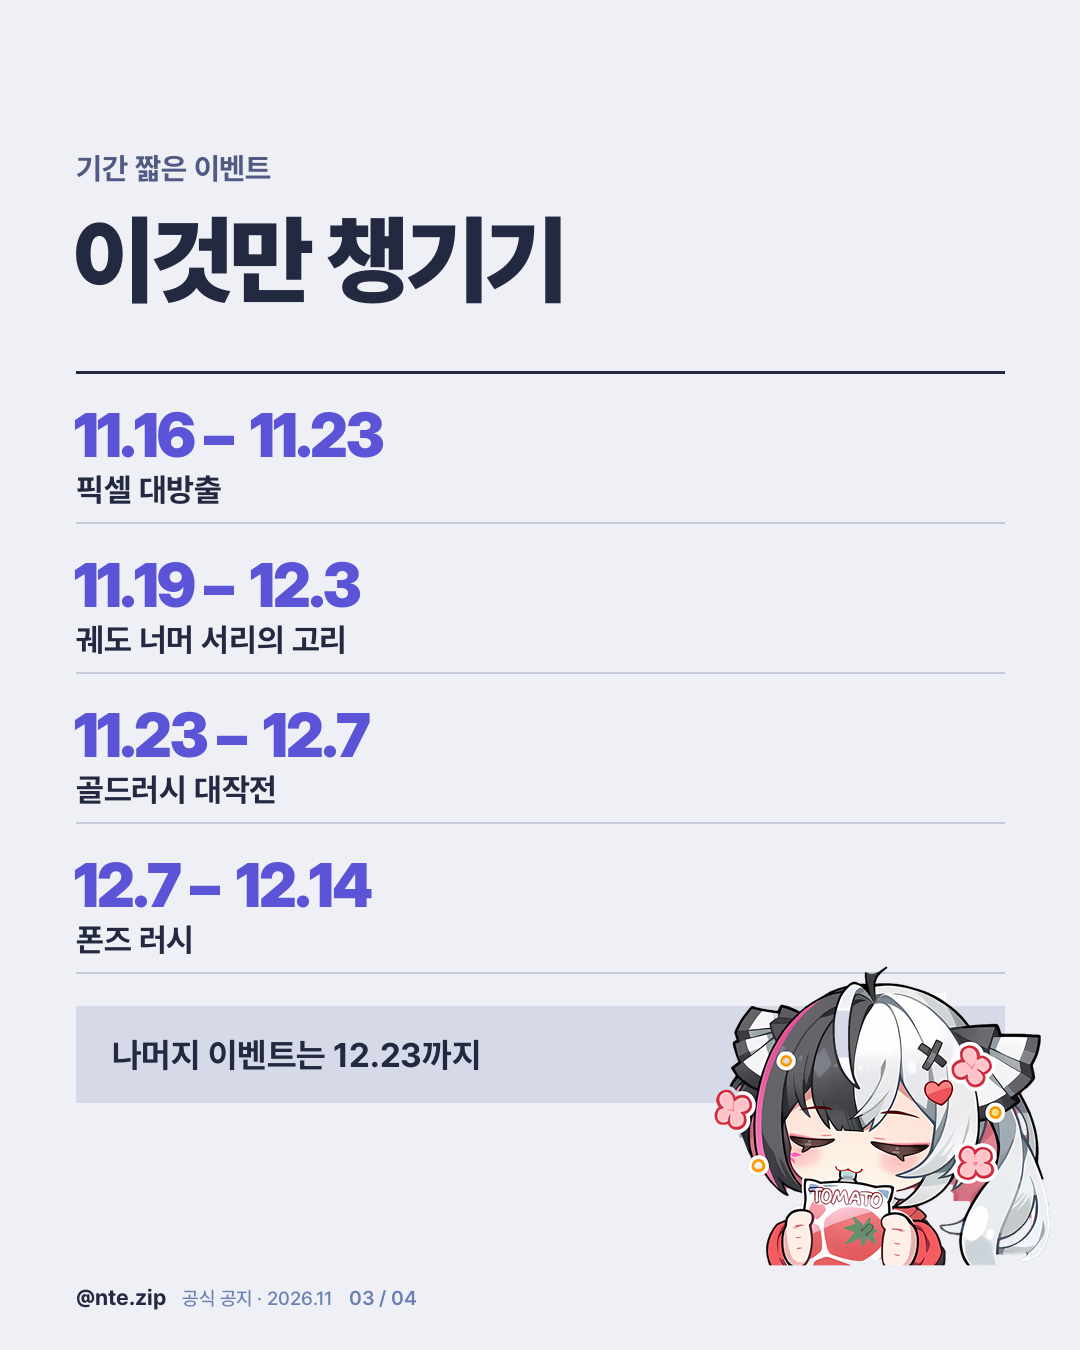 기간 짧은 이벤트
이것만 챙기기
11.16 – 11.23
픽셀 대방출
11.19 – 12.3
궤도 너머 서리의 고리
11.23 – 12.7
골드러시 대작전
12.7 – 12.14
폰즈 러시
나머지 이벤트는 12.23까지
TOMATO
@nte.zip 공식 공지 · 2026.11 03 / 04